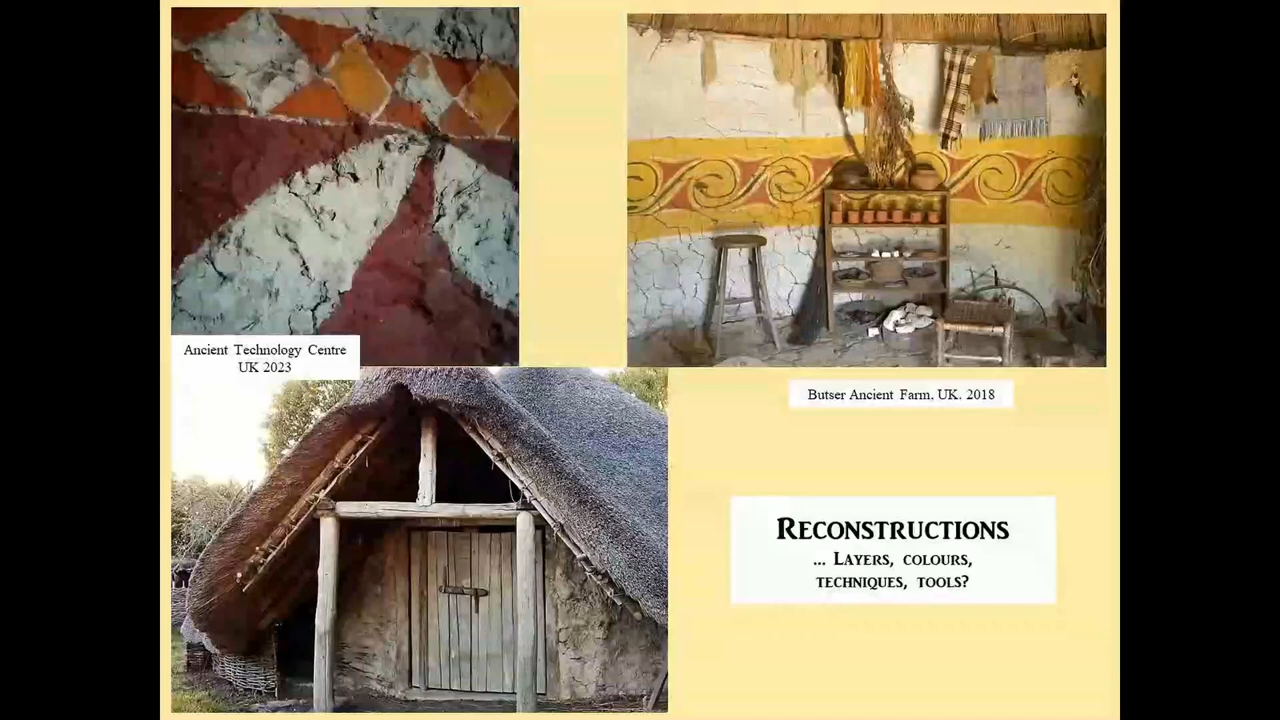 Ancient Technology Centre
UK 2023
Butser Ancient Farm, UK. 2018
RECONSTRUCTIONS
... LAYERS, COLOURS,
TECHNIQUES, TOOLS?